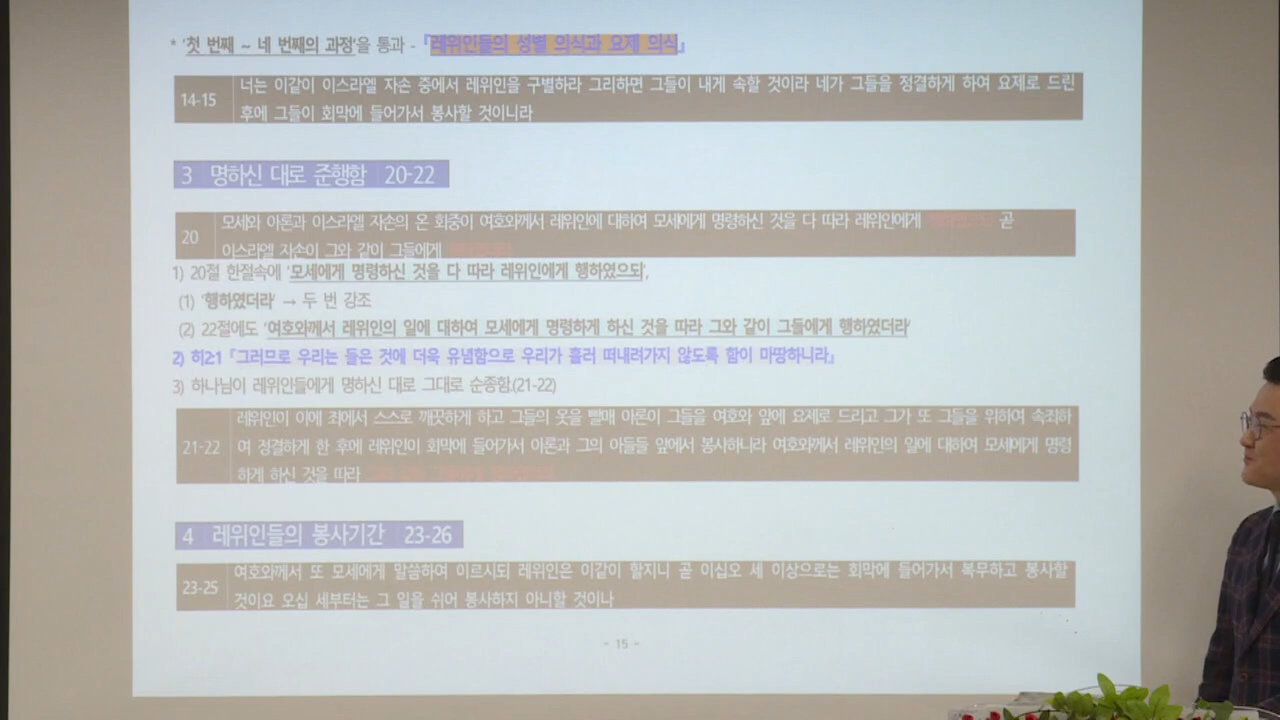 * '첫 번째 ~ 네 번째의 과정'을 통과 - 『레위인들의 성별 의식과 요제 의식』
14-15 너는 이같이 이스라엘 자손 중에서 레위인을 구별하라 그리하면 그들이 내게 속할 것이라 네가 그들을 정결하게 하여 요제로 드린
후에 그들이 회막에 들어가서 봉사할 것이니라
3 명하신 대로 준행함 20-22
20 모세와 아론과 이스라엘 자손의 온 회중이 여호와께서 레위인에 대하여 모세에게 명령하신 것을 다 따라 레위인에게 곧
이스라엘 자손이 그와 같이 그들에게
1) 20절 한절속에 '모세에게 명령하신 것을 다 따라 레위인에게 행하였으되',
(1) '행하였더라' → 두 번 강조
(2) 22절에도 '여호와께서 레위인의 일에 대하여 모세에게 명령하게 하신 것을 따라 그와 같이 그들에게 행하였더라'
2) 히2:1 『그러므로 우리는 들은 것에 더욱 유념함으로 우리가 흘러 떠내려가지 않도록 함이 마땅하니라』
3) 하나님이 레위인들에게 명하신 대로 그대로 순종함.(21-22)
21-22 레위인이 이에 죄에서 스스로 깨끗하게 하고 그들의 옷을 빨매 아론이 그들을 여호와 앞에 요제로 드리고 그가 또 그들을 위하여 속죄하
여 정결하게 한 후에 레위인이 회막에 들어가서 아론과 그의 아들들 앞에서 봉사하니라 여호와께서 레위인의 일에 대하여 모세에게 명령
하게 하신 것을 따라
4 레위인들의 봉사기간 23-26
23-25 여호와께서 또 모세에게 말씀하여 이르시되 레위인은 이같이 할지니 곧 이십오 세 이상으로는 회막에 들어가서 복무하고 봉사할
것이요 오십 세부터는 그 일을 쉬어 봉사하지 아니할 것이나
- 15 -